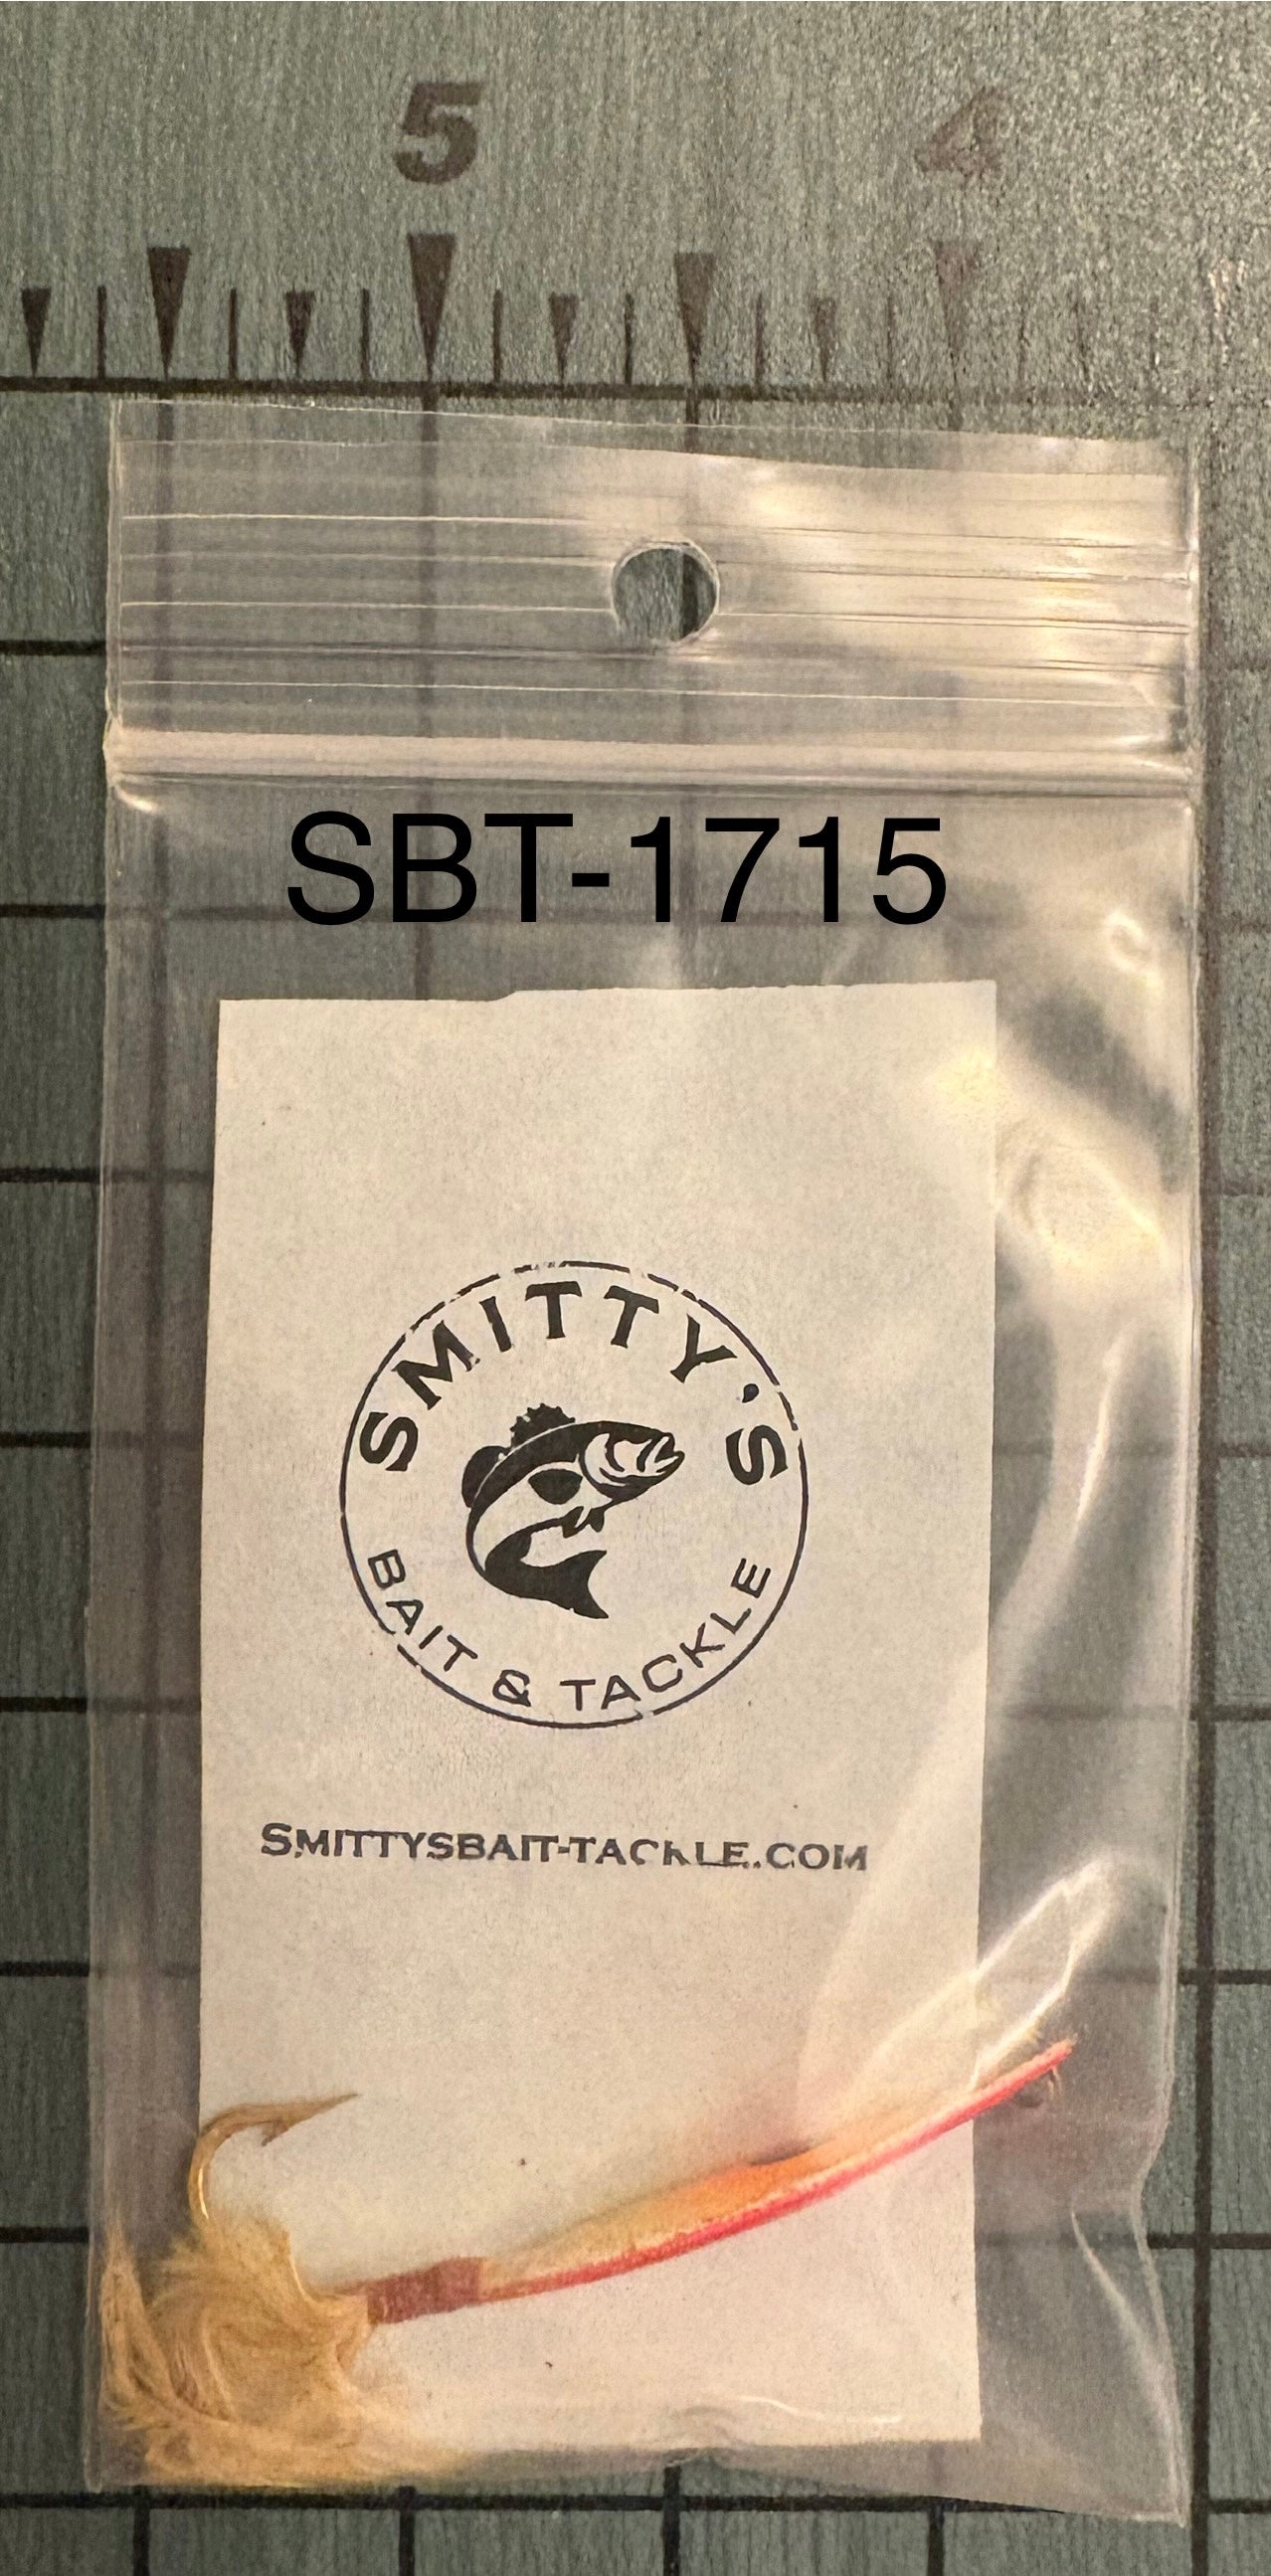 5 4
SBT-1715
SMITTY'S
BAIT & TACKLE
SMITTYSBAIT-TACKLE.COM